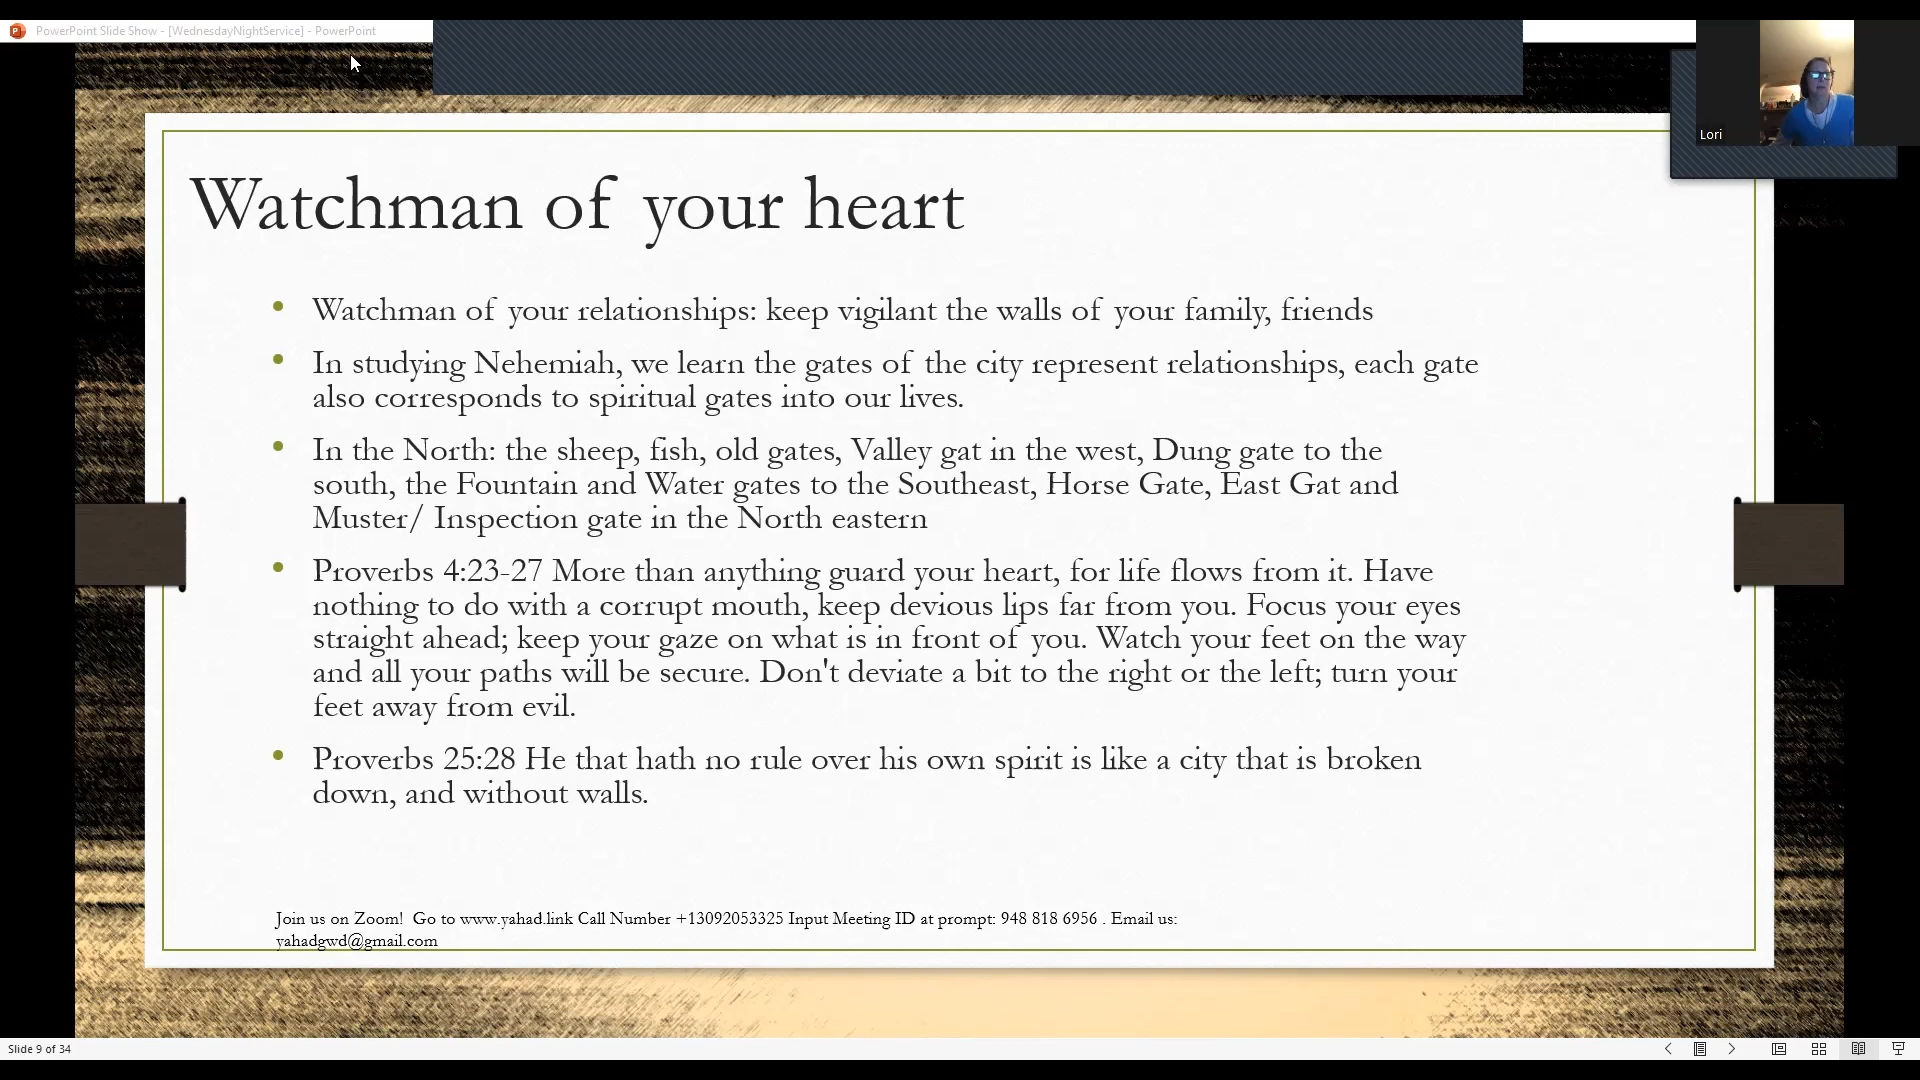 PowerPoint Slide Show - [WednesdayNightService] - PowerPoint
Lori
Watchman of your heart
• Watchman of your relationships: keep vigilant the walls of your family, friends
• In studying Nehemiah, we learn the gates of the city represent relationships, each gate
also corresponds to spiritual gates into our lives.
• In the North: the sheep, fish, old gates, Valley gat in the west, Dung gate to the
south, the Fountain and Water gates to the Southeast, Horse Gate, East Gat and
Muster/ Inspection gate in the North eastern
• Proverbs 4:23-27 More than anything guard your heart, for life flows from it. Have
nothing to do with a corrupt mouth, keep devious lips far from you. Focus your eyes
straight ahead; keep your gaze on what is in front of you. Watch your feet on the way
and all your paths will be secure. Don't deviate a bit to the right or the left; turn your
feet away from evil.
• Proverbs 25:28 He that hath no rule over his own spirit is like a city that is broken
down, and without walls.
Join us on Zoom! Go to www.yahad.link Call Number +13092053325 Input Meeting ID at prompt: 948 818 6956 . Email us:
yahadgwd@gmail.com
Slide 9 of 34